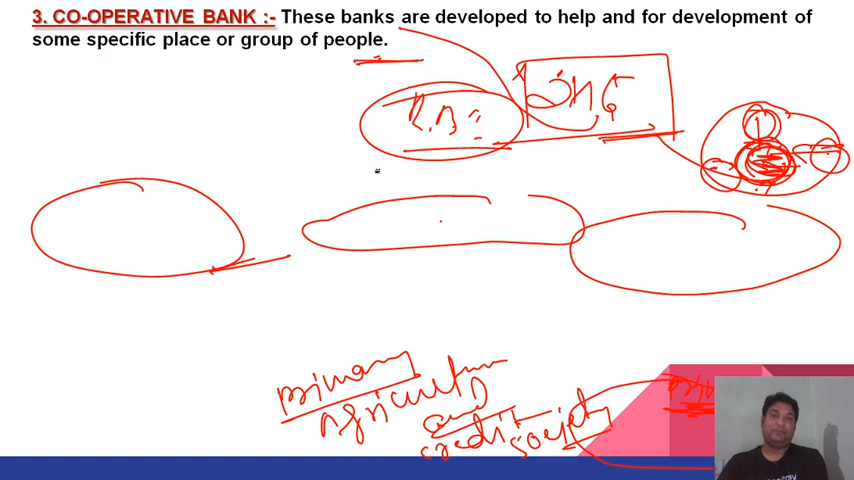 3. CO-OPERATIVE BANK :- These banks are developed to help and for development of
some specific place or group of people.
primary
agriculture
and
credit
society